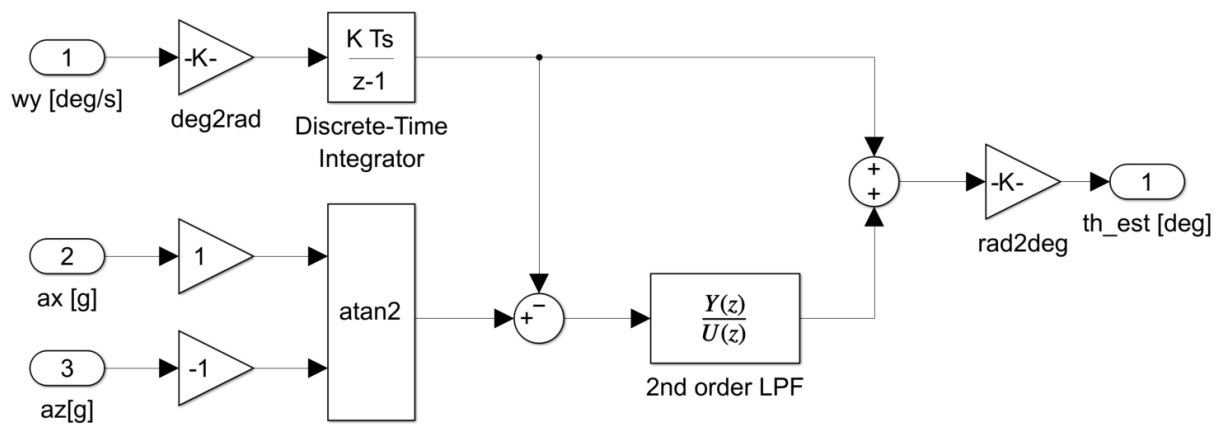 1
wy [deg/s]
-K-
deg2rad
K Ts
z-1
Discrete-Time
Integrator
2
ax [g]
1
3
az[g]
-1
atan2
+
−
Y(z)
U(z)
2nd order LPF
+
+
-K-
rad2deg
1
th_est [deg]